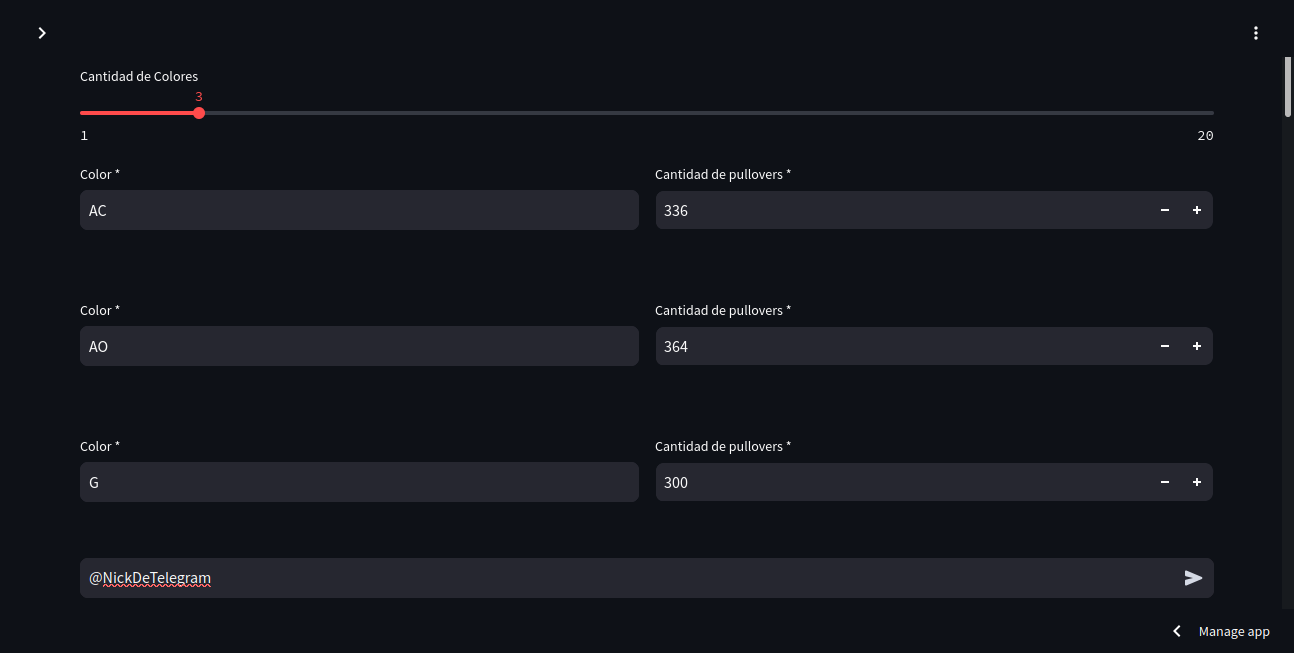 Cantidad de Colores
3
1 20
Color * Cantidad de pullovers *
AC 336
Color * Cantidad de pullovers *
AO 364
Color * Cantidad de pullovers *
G 300
@NickDeTelegram
Manage app